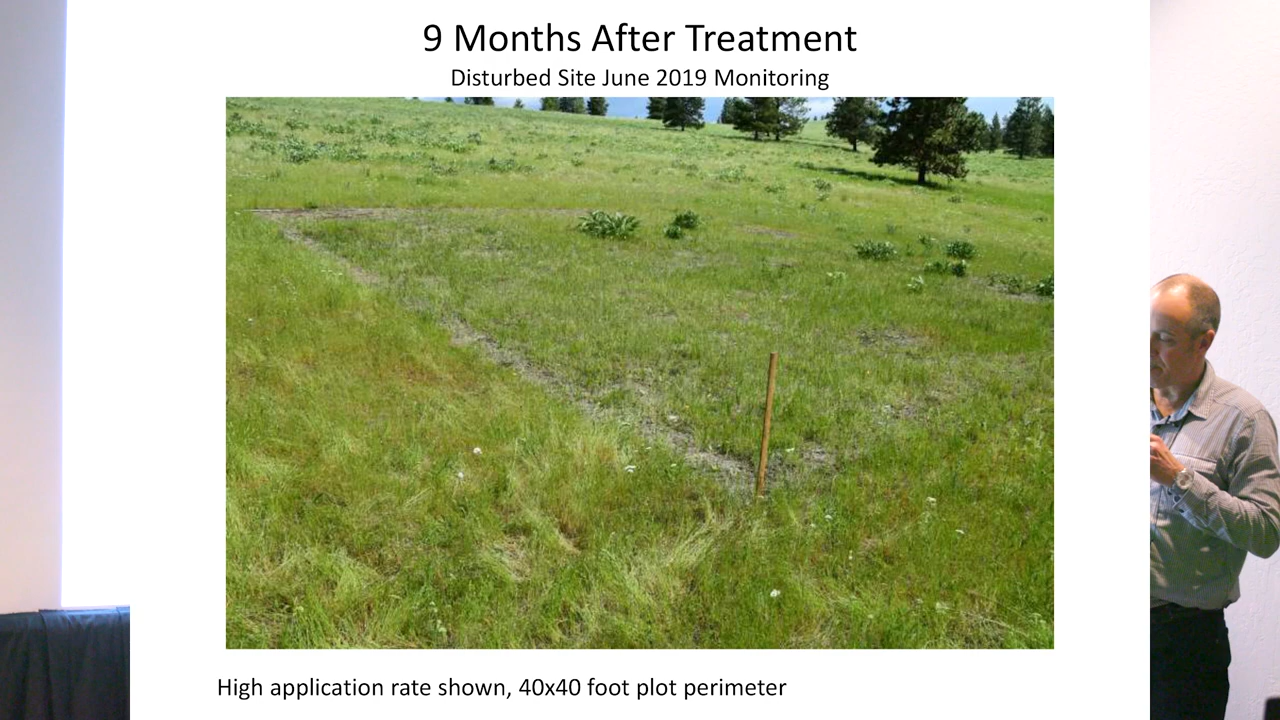 9 Months After Treatment
Disturbed Site June 2019 Monitoring
High application rate shown, 40x40 foot plot perimeter